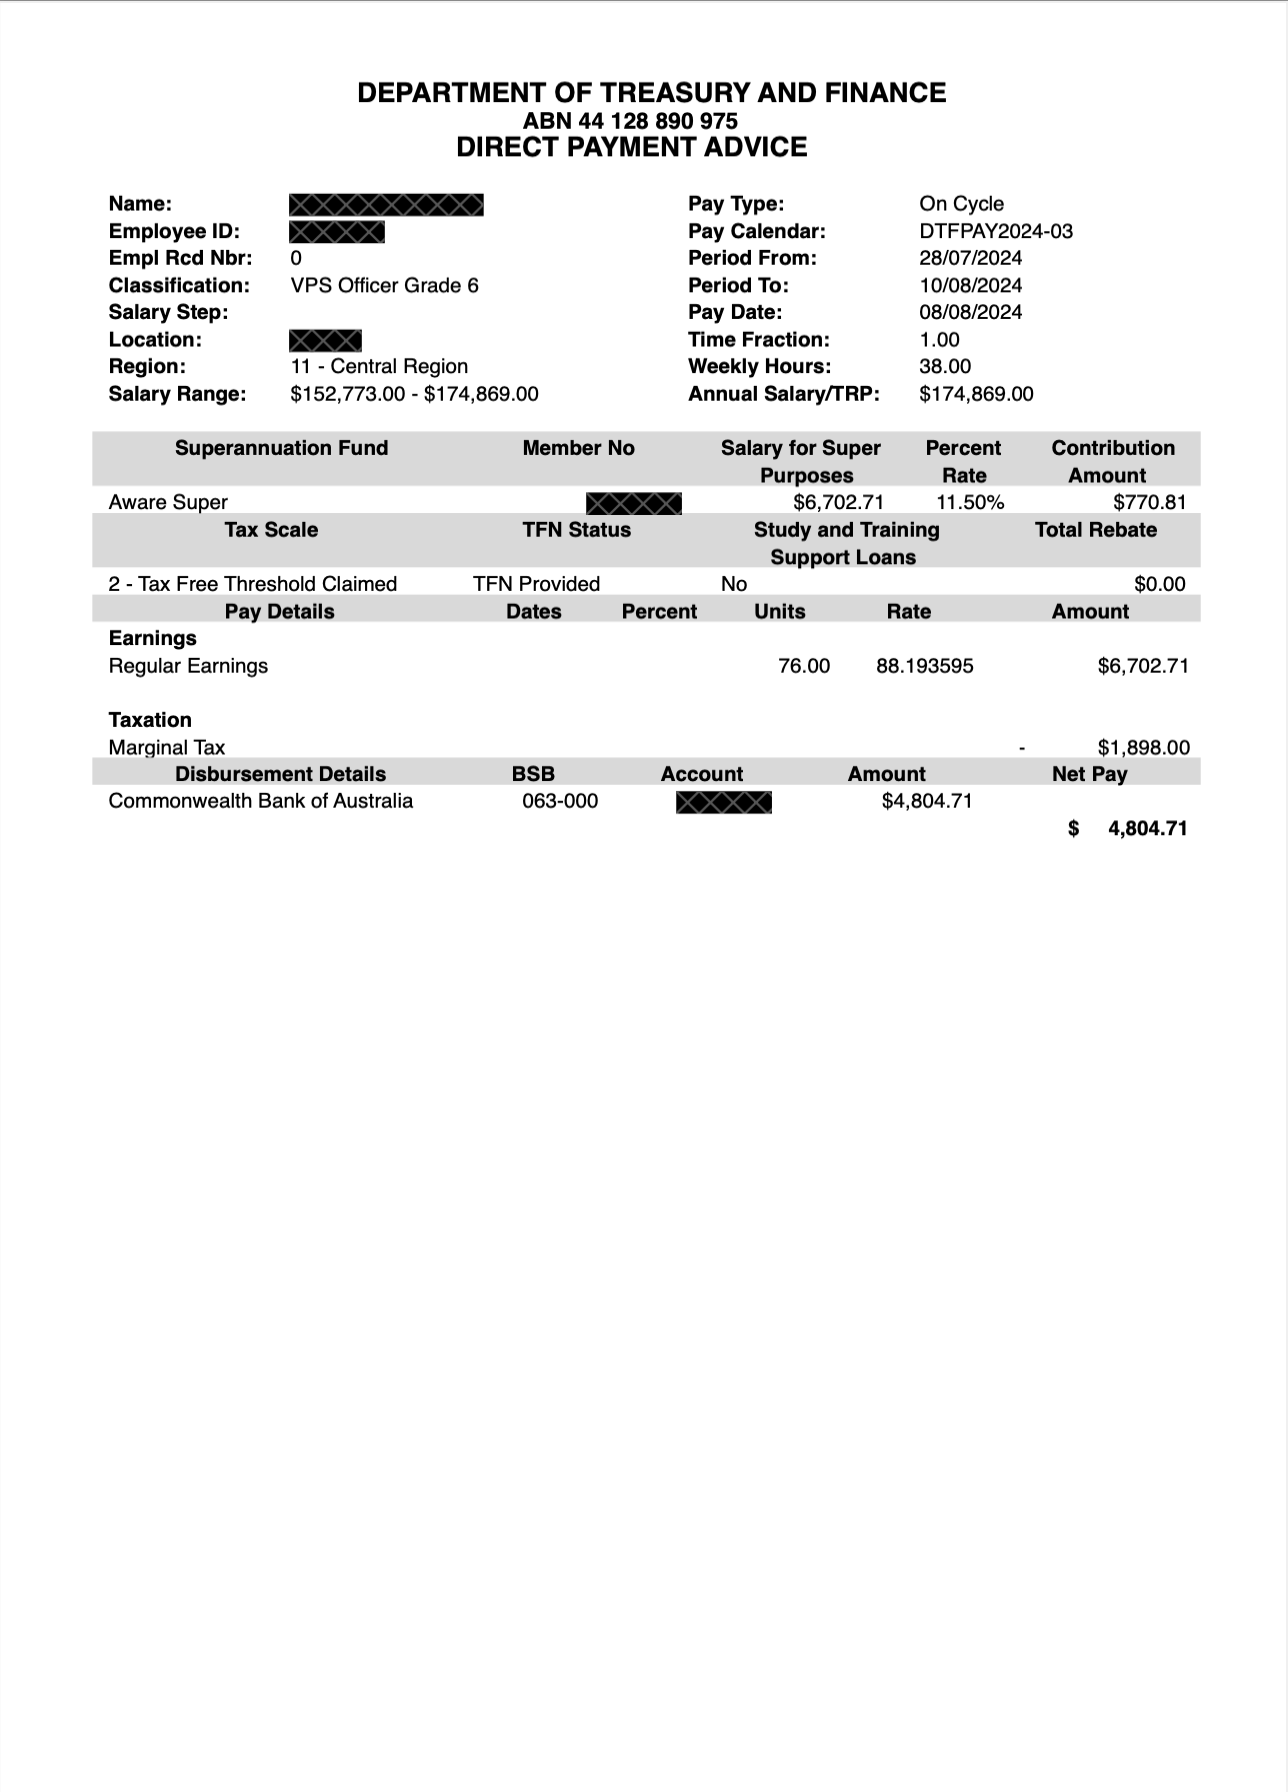 DEPARTMENT OF TREASURY AND FINANCE
ABN 44 128 890 975
DIRECT PAYMENT ADVICE
Name: Pay Type: On Cycle
Employee ID: Pay Calendar: DTFPAY2024-03
Empl Rcd Nbr: 0 Period From: 28/07/2024
Classification: VPS Officer Grade 6 Period To: 10/08/2024
Salary Step: Pay Date: 08/08/2024
Location: Time Fraction: 1.00
Region: 11 - Central Region Weekly Hours: 38.00
Salary Range: $152,773.00 - $174,869.00 Annual Salary/TRP: $174,869.00
Superannuation Fund Member No Salary for Super Percent Contribution
Purposes Rate Amount
Aware Super $6,702.71 11.50% $770.81
Tax Scale TFN Status Study and Training Total Rebate
Support Loans
2 - Tax Free Threshold Claimed TFN Provided No $0.00
Pay Details Dates Percent Units Rate Amount
Earnings
Regular Earnings 76.00 88.193595 $6,702.71
Taxation
Marginal Tax - $1,898.00
Disbursement Details BSB Account Amount Net Pay
Commonwealth Bank of Australia 063-000 $4,804.71
$ 4,804.71